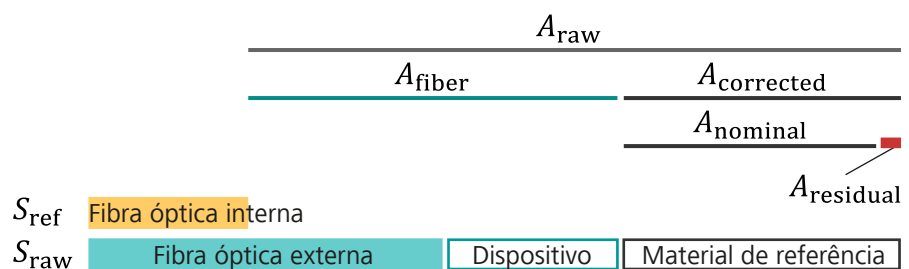 A_raw
A_fiber A_corrected
A_nominal
A_residual
S_ref Fibra óptica interna
S_raw Fibra óptica externa Dispositivo Material de referência